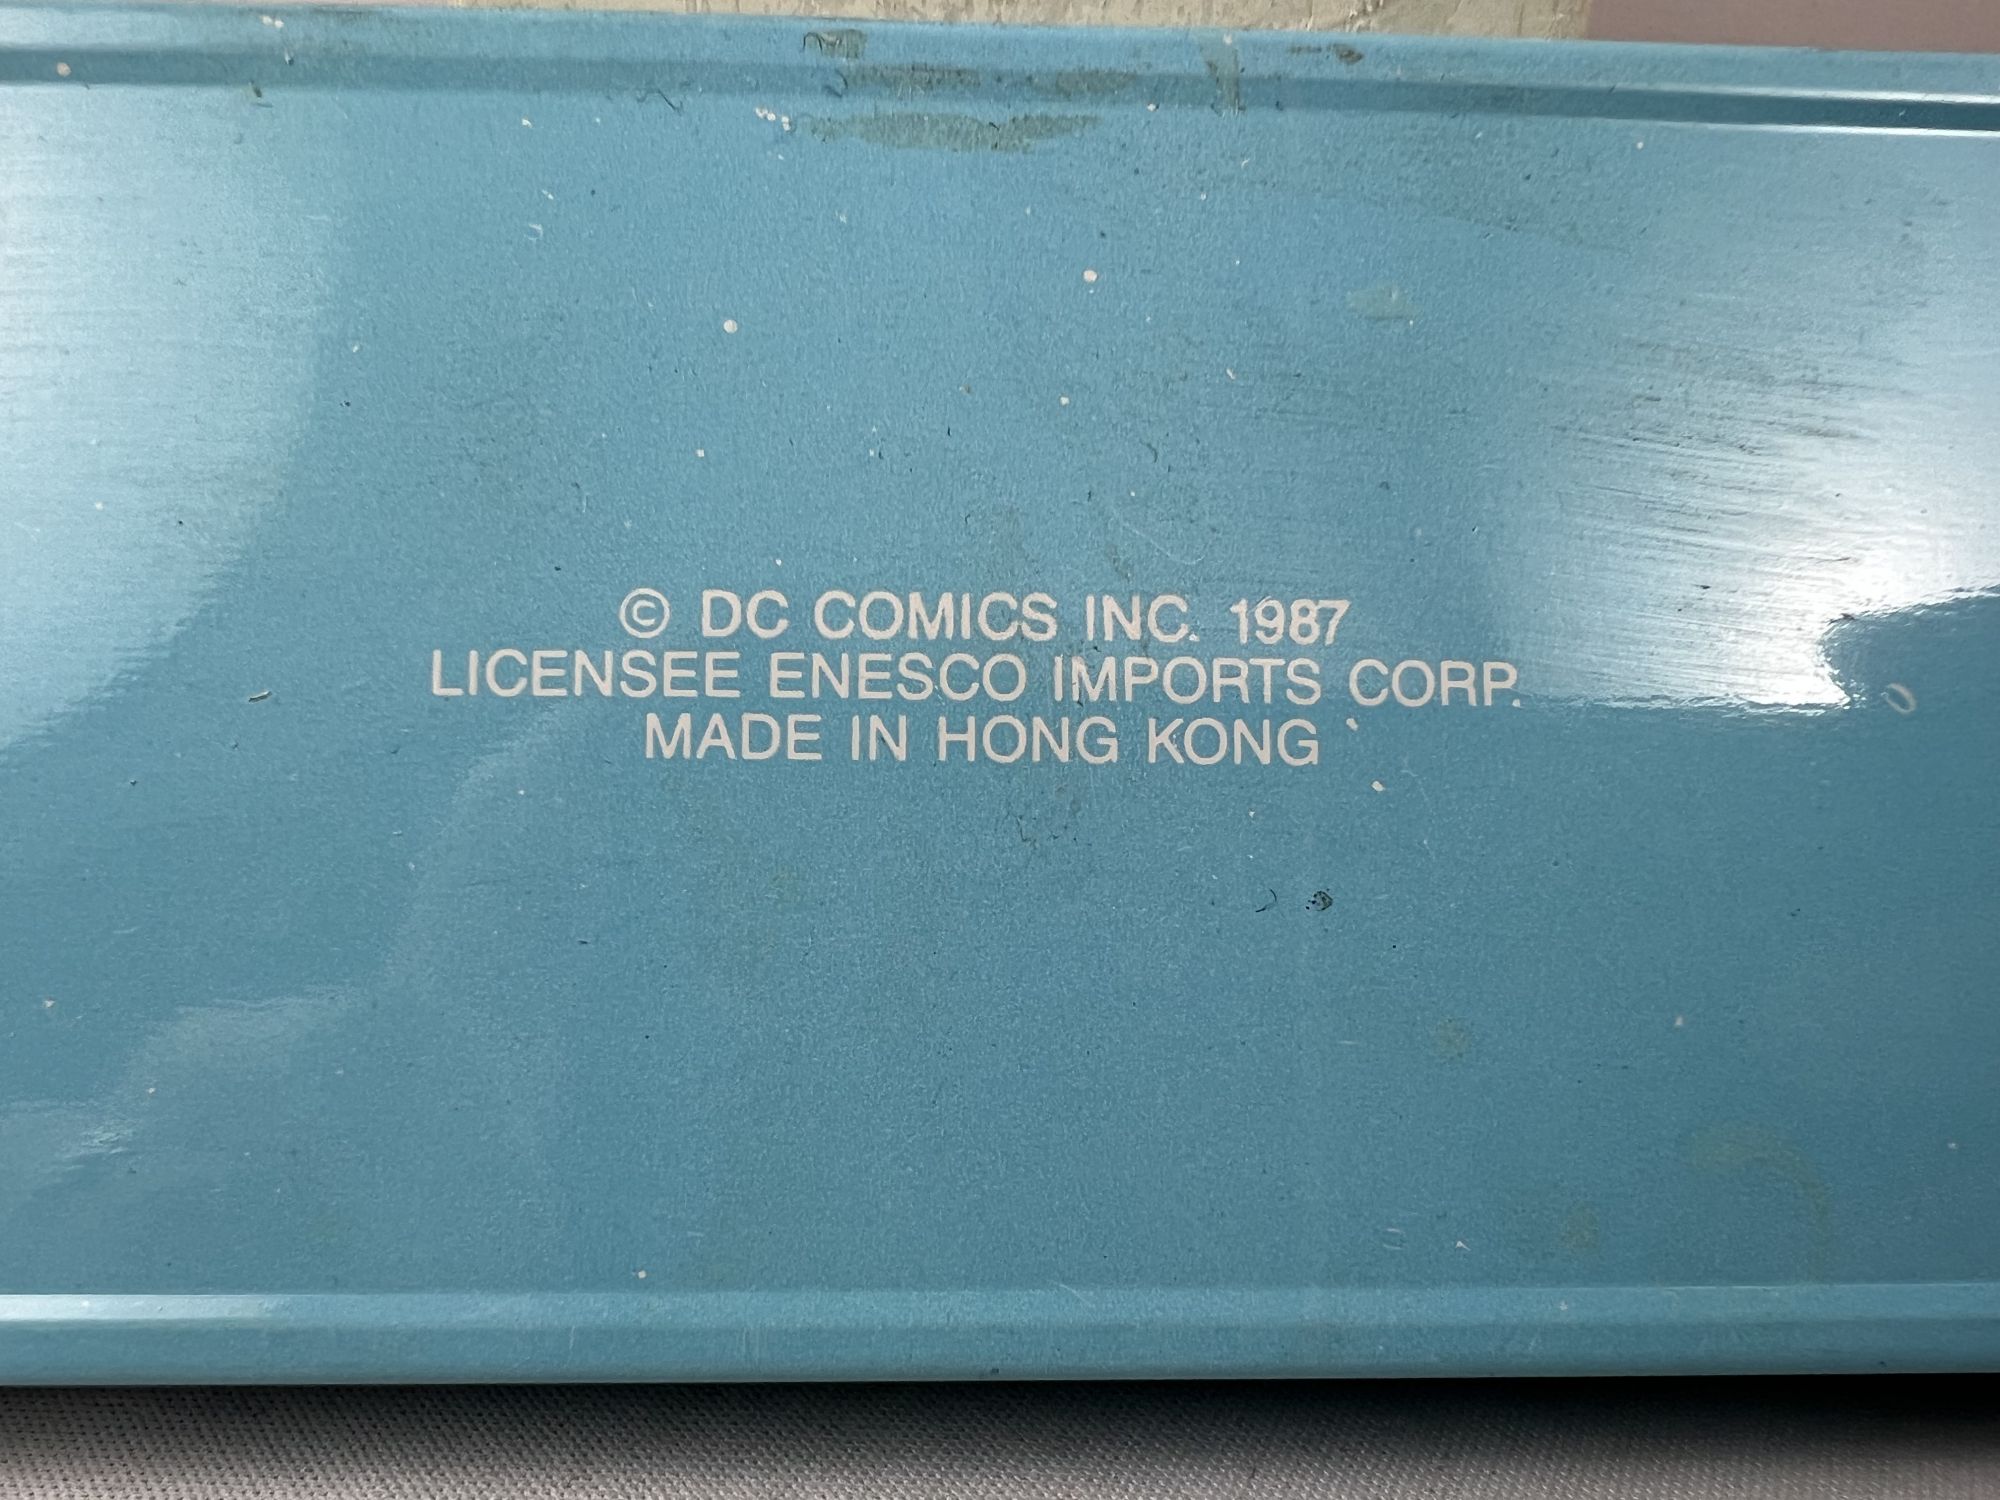 © DC COMICS INC. 1987
LICENSEE ENESCO IMPORTS CORP.
MADE IN HONG KONG